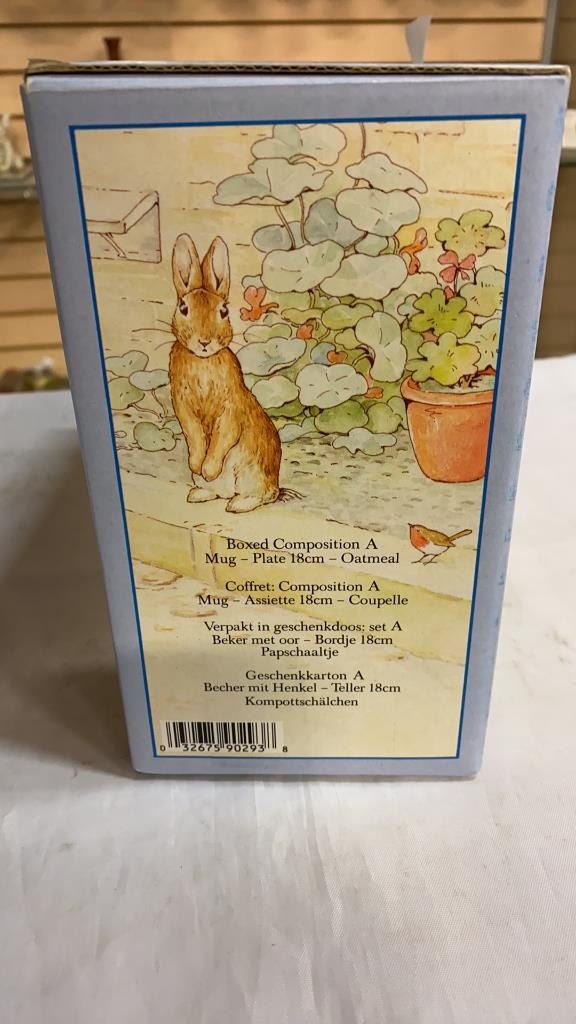 Boxed Composition A
Mug – Plate 18cm – Oatmeal
Coffret: Composition A
Mug – Assiette 18cm – Coupelle
Verpakt in geschenkdoos: set A
Beker met oor – Bordje 18cm
Papschaaltje
Geschenkkarton A
Becher mit Henkel – Teller 18cm
Kompottschälchen
0 32675 90293 8